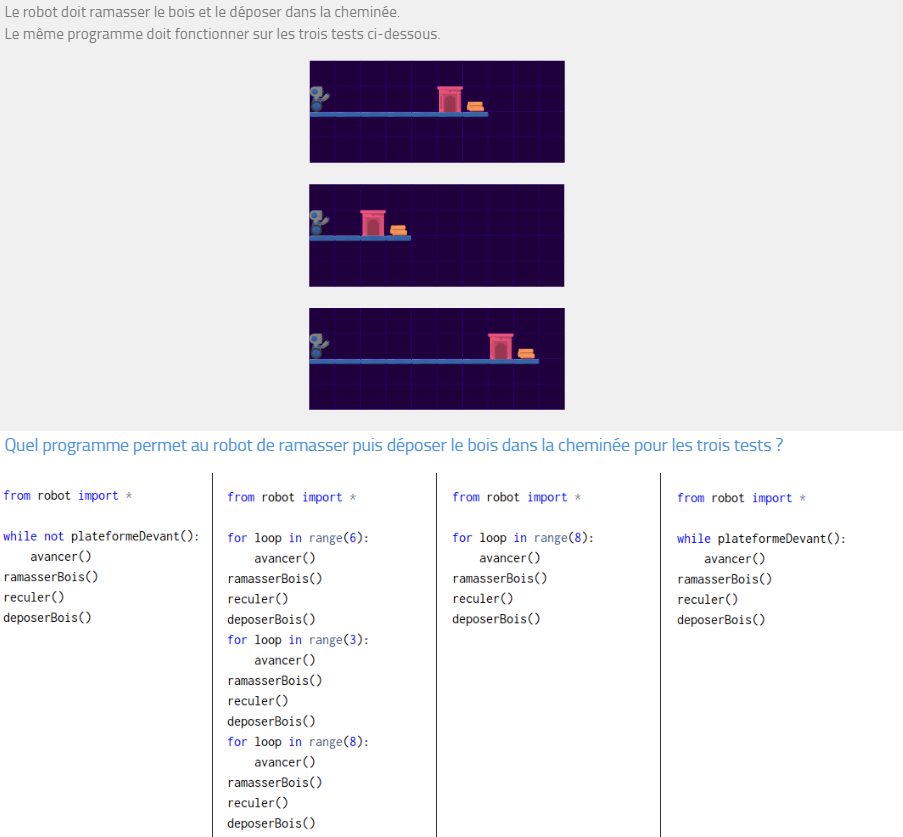 Le robot doit ramasser le bois et le déposer dans la cheminée.
Le même programme doit fonctionner sur les trois tests ci-dessous.
Quel programme permet au robot de ramasser puis déposer le bois dans la cheminée pour les trois tests ?
from robot import *
while not plateformeDevant():
    avancer()
ramasserBois()
reculer()
deposerBois()
from robot import *
for loop in range(6):
    avancer()
ramasserBois()
reculer()
deposerBois()
for loop in range(3):
    avancer()
ramasserBois()
reculer()
deposerBois()
for loop in range(8):
    avancer()
ramasserBois()
reculer()
deposerBois()
from robot import *
for loop in range(8):
    avancer()
ramasserBois()
reculer()
deposerBois()
from robot import *
while plateformeDevant():
    avancer()
ramasserBois()
reculer()
deposerBois()